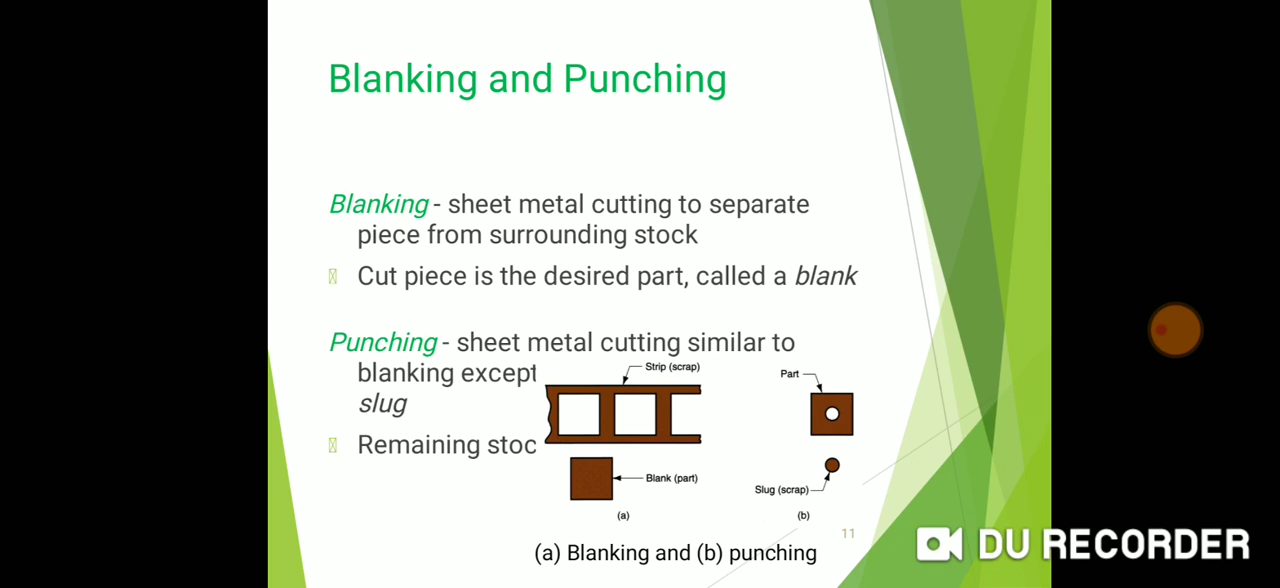 Blanking and Punching
Blanking - sheet metal cutting to separate
piece from surrounding stock
Cut piece is the desired part, called a blank
Punching - sheet metal cutting similar to
blanking except
slug
Remaining stoc
Strip (scrap)
Blank (part)
(a)
Part
Slug (scrap)
(b)
11
(a) Blanking and (b) punching
DU RECORDER